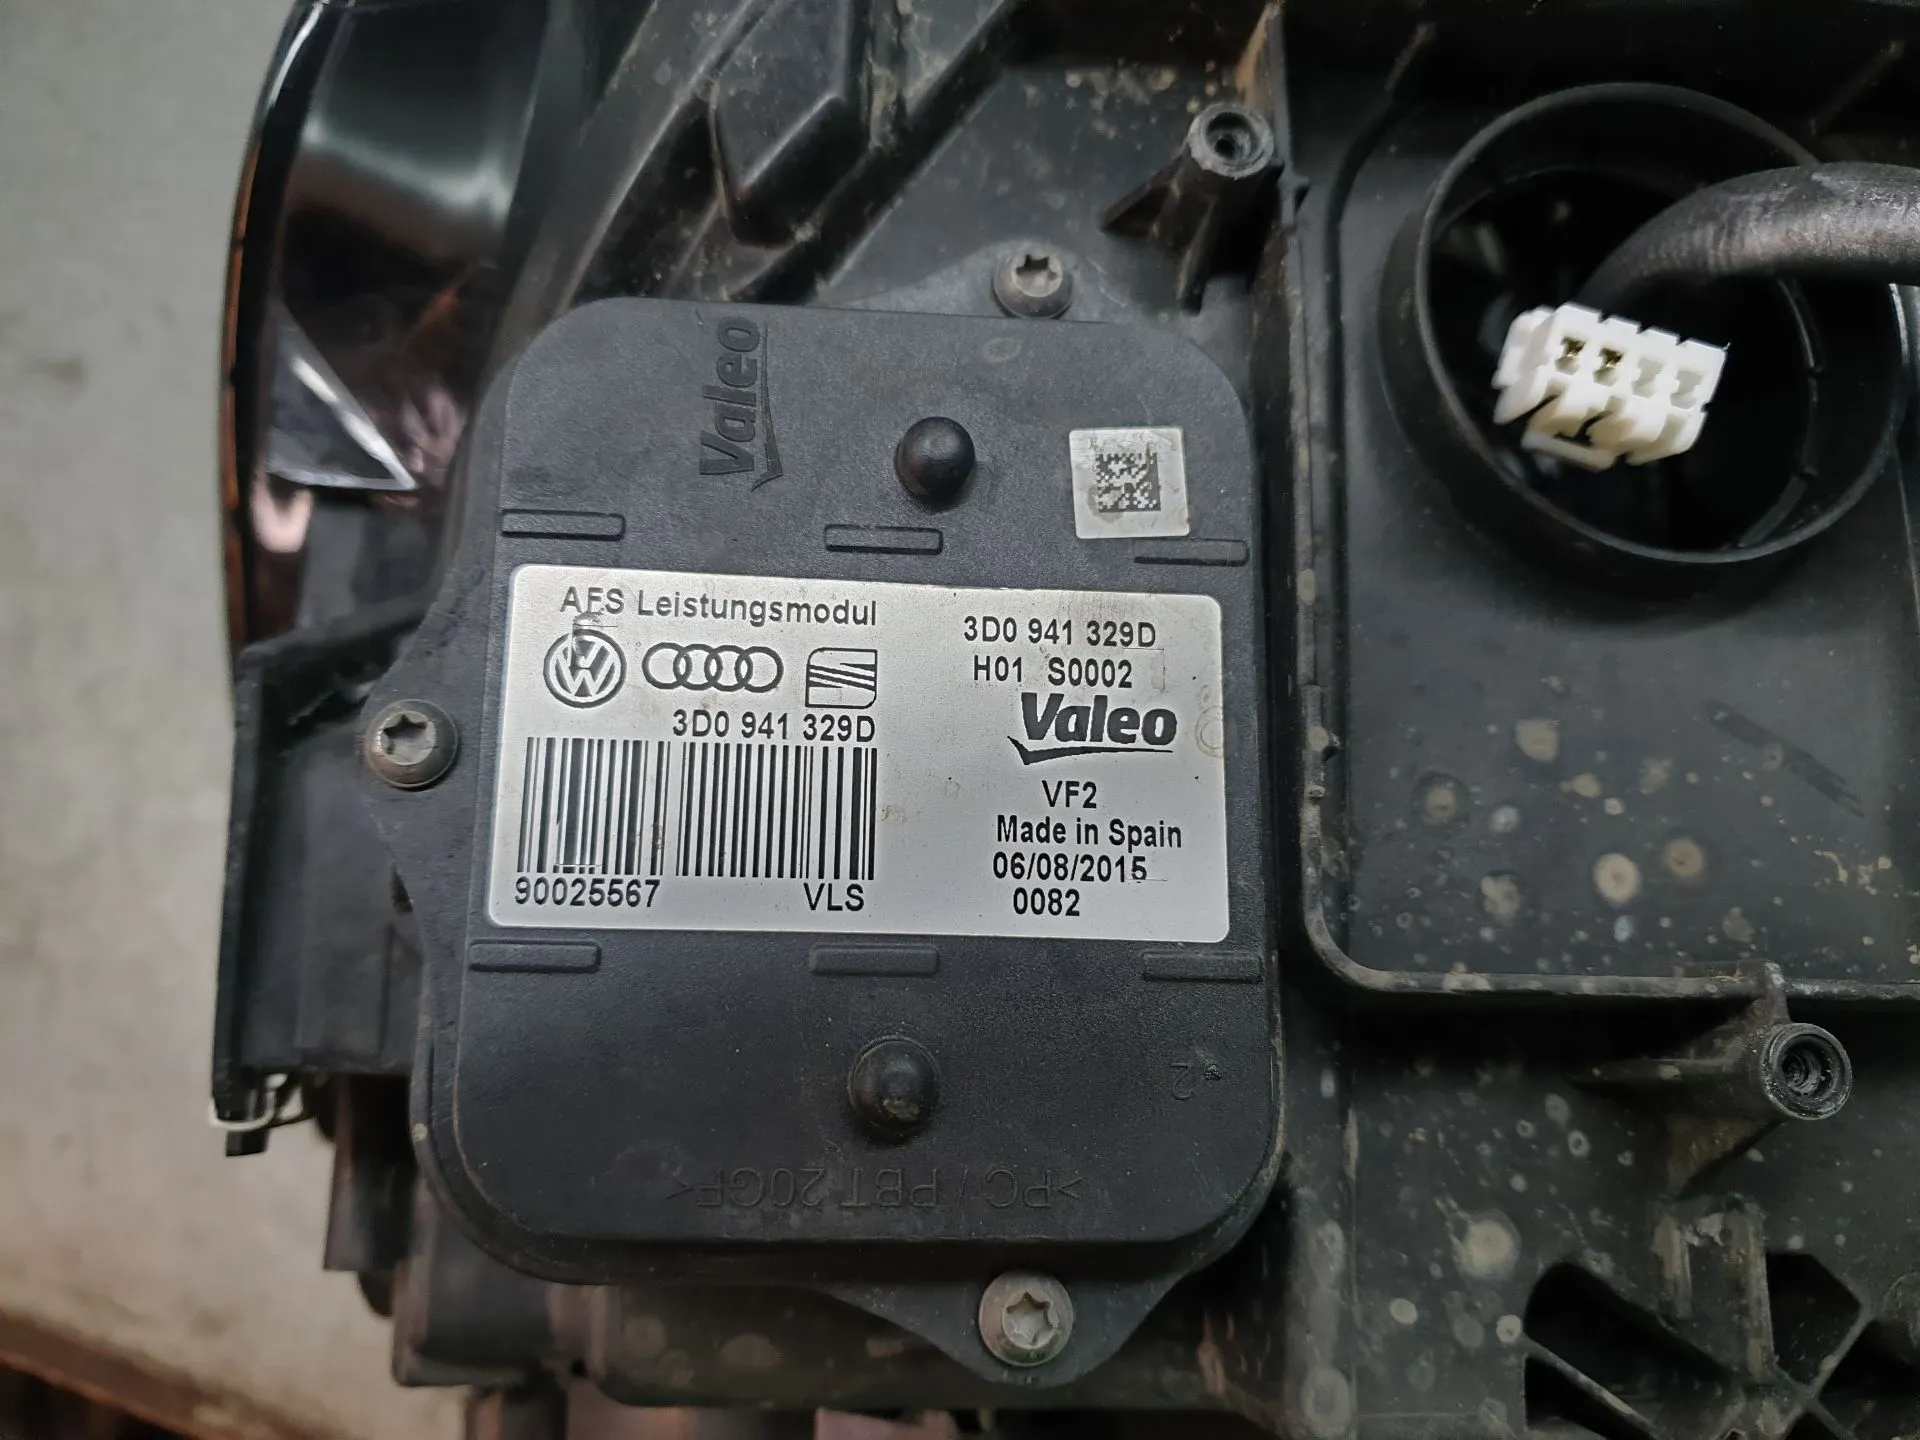 Valeo
AFS Leistungsmodul
3D0 941 329D
90025567 VLS
3D0 941 329D
H01 S0002
Valeo
VF2
Made in Spain
06/08/2015
0082
2
>PC / PBT 20GF<